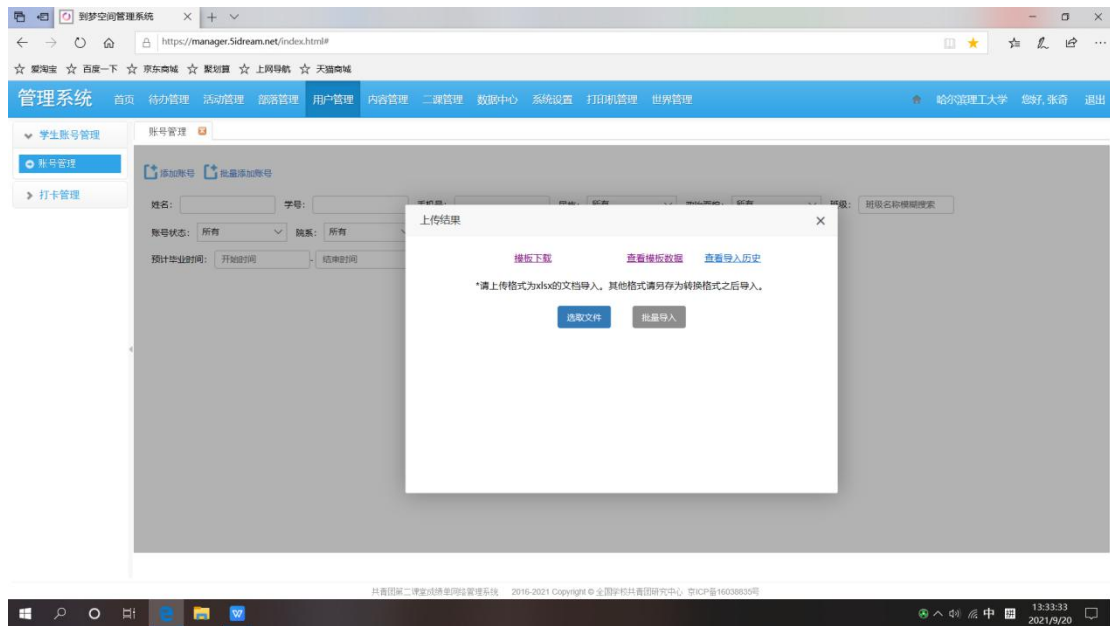 到梦空间管理系统
https://manager.5idream.net/index.html#
爱淘宝 百度一下 京东商城 聚划算 上网导航 天猫商城
管理系统 首页 待办管理 活动管理 部落管理 用户管理 内容管理 二课管理 数据中心 系统设置 打印机管理 世界管理 哈尔滨理工大学 您好, 张奇 退出
学生账号管理 账号管理
账号管理
添加账号 批量添加账号
打卡管理
姓名: 学号: 手机号: 所有 所有 班级: 班级名称模糊搜索
上传结果
账号状态: 所有 院系: 所有
预计毕业时间: 开始时间 - 结束时间
模板下载 查看模板数据 查看导入历史
*请上传格式为xlsx的文档导入。其他格式请另存为转换格式之后导入。
选取文件 批量导入
共青团第二课堂成绩单网络管理系统 2016-2021 Copyright © 全国学校共青团研究中心 京ICP备16038835号
中 13:33:33
2021/9/20